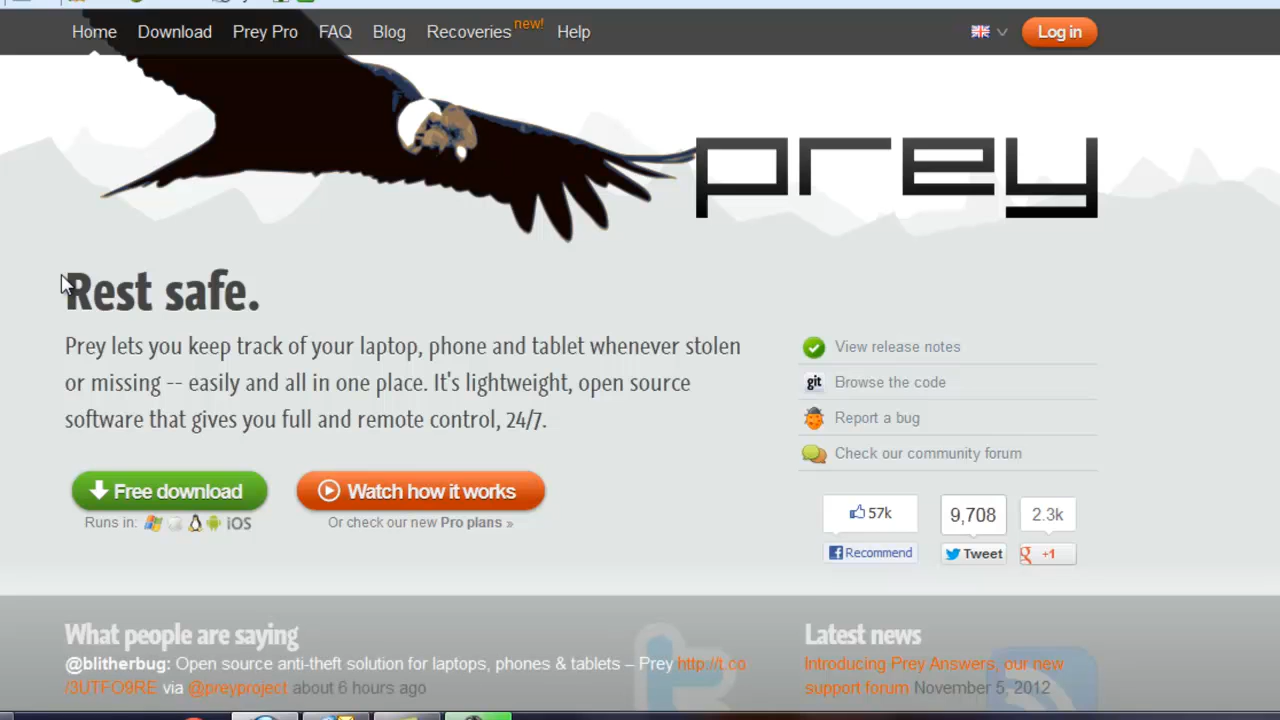 Home Download Prey Pro FAQ Blog Recoveries new! Help Log in
prey
Rest safe.
Prey lets you keep track of your laptop, phone and tablet whenever stolen
or missing -- easily and all in one place. It's lightweight, open source
software that gives you full and remote control, 24/7.
View release notes
git Browse the code
Report a bug
Check our community forum
Free download Watch how it works
Runs in: iOS Or check our new Pro plans »
57k 9,708 2.3k
Recommend Tweet +1
What people are saying
@blitherbug: Open source anti-theft solution for laptops, phones & tablets – Prey http://t.co
/3UTFO9RE via @preyproject about 6 hours ago
Latest news
Introducing Prey Answers, our new
support forum November 5, 2012